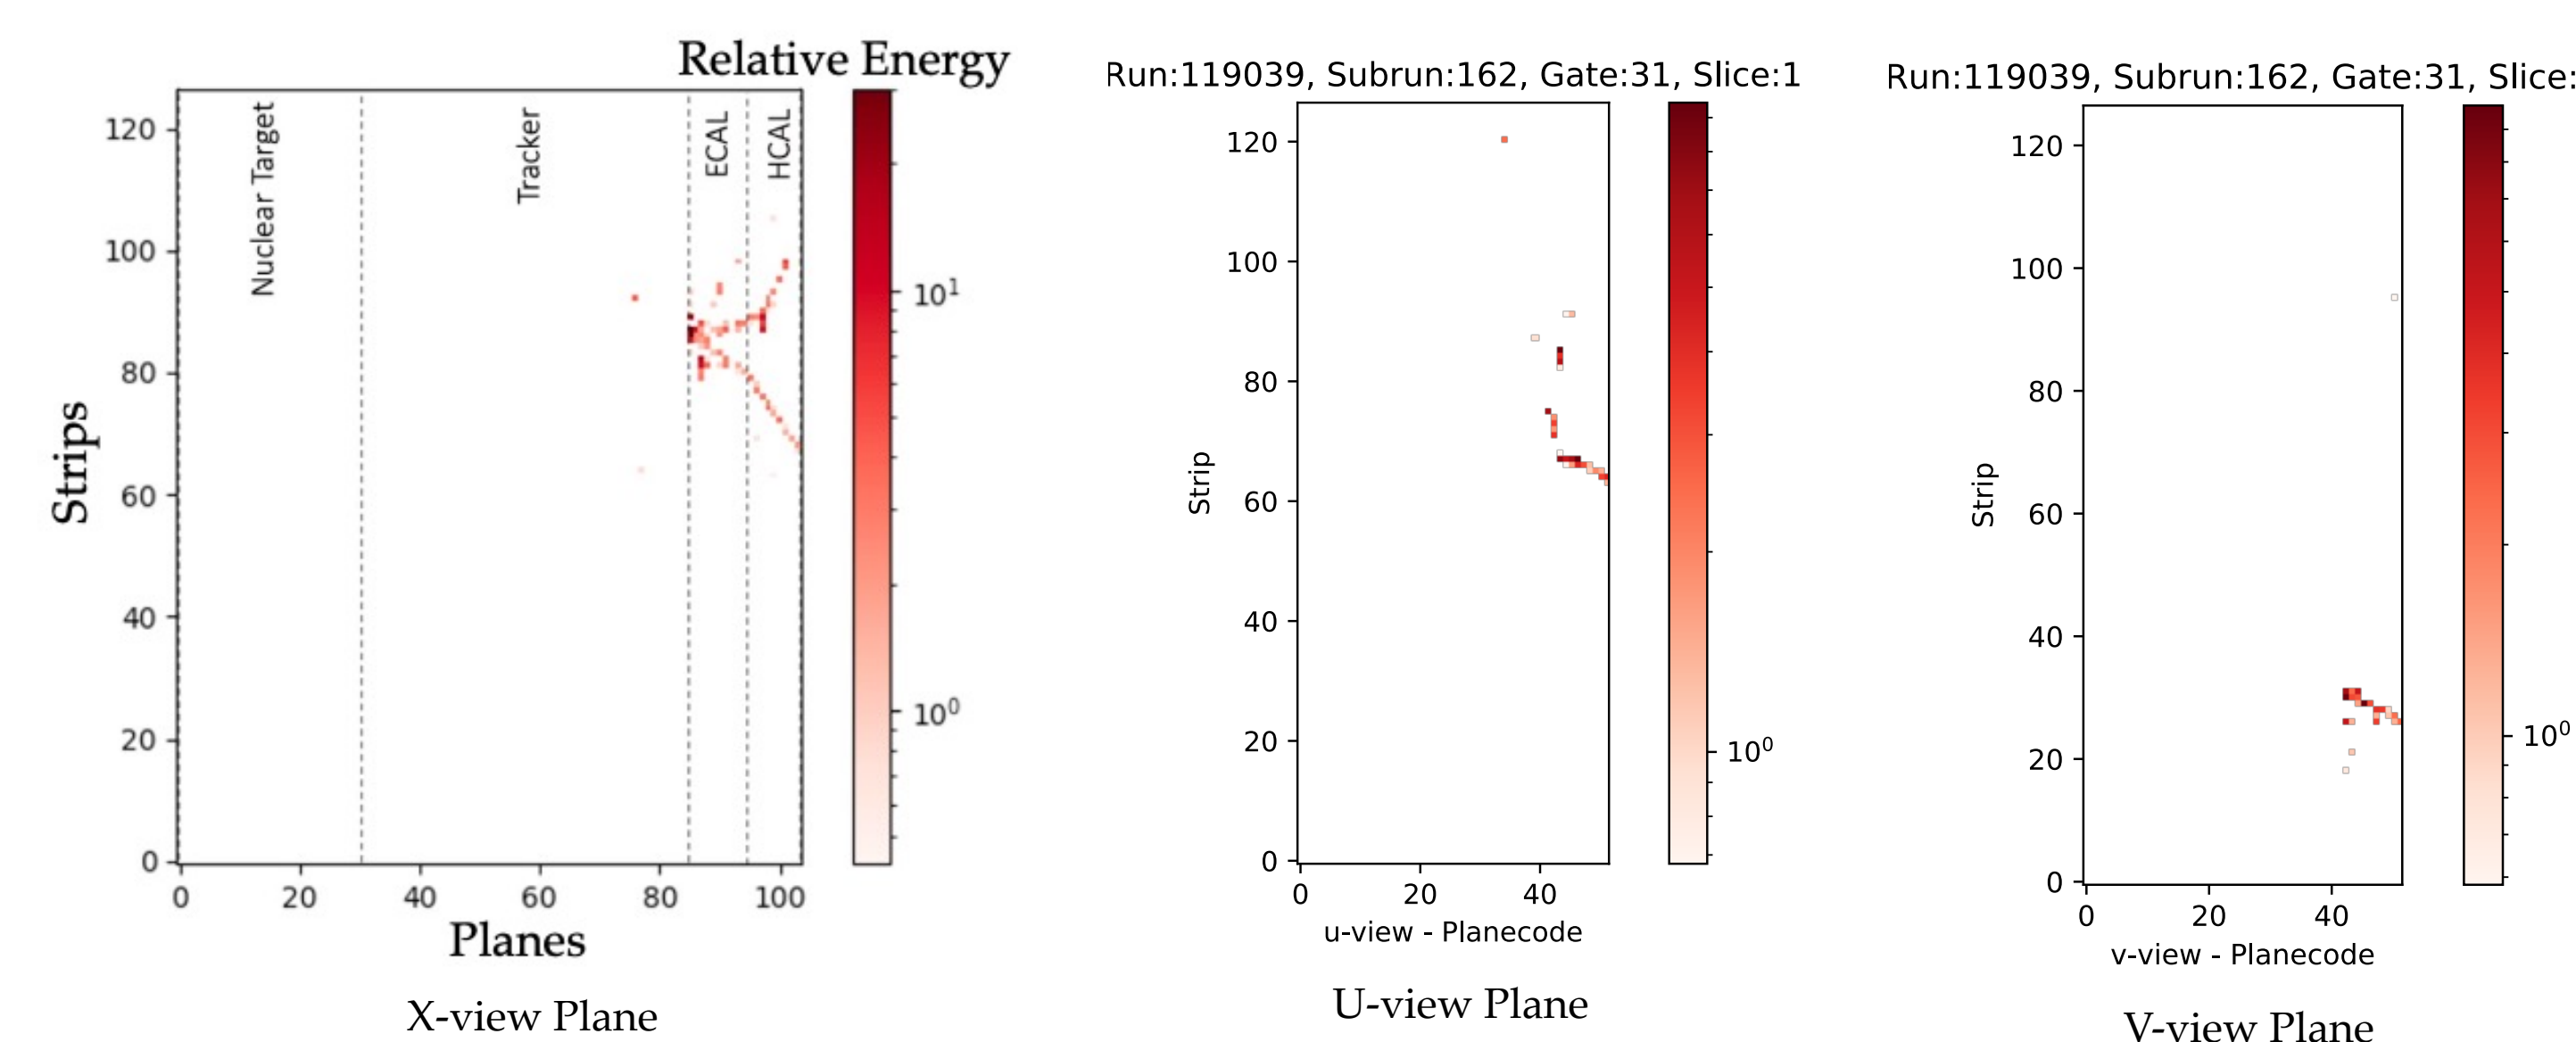 Relative Energy
Nuclear Target
Tracker
ECAL
HCAL
120
100
80
60
40
20
0
Strips
0 20 40 60 80 100
Planes
10¹
10⁰
X-view Plane
Run:119039, Subrun:162, Gate:31, Slice:1
120
100
80
60
40
20
0
Strip
0 20 40
u-view - Planecode
10⁰
U-view Plane
Run:119039, Subrun:162, Gate:31, Slice:
120
100
80
60
40
20
0
Strip
0 20 40
v-view - Planecode
10⁰
V-view Plane